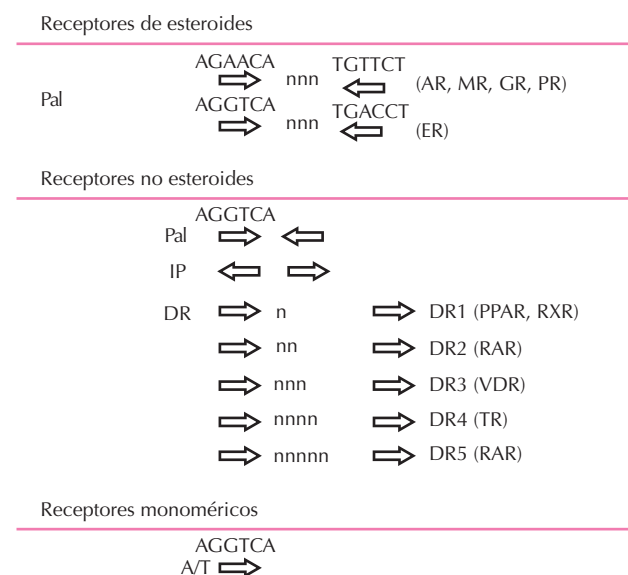 Receptores de esteroides
AGAACA TGTTCT
nnn (AR, MR, GR, PR)
Pal
AGGTCA TGACCT
nnn (ER)
Receptores no esteroides
AGGTCA
Pal
IP
DR n DR1 (PPAR, RXR)
nn DR2 (RAR)
nnn DR3 (VDR)
nnnn DR4 (TR)
nnnnn DR5 (RAR)
Receptores monoméricos
AGGTCA
A/T